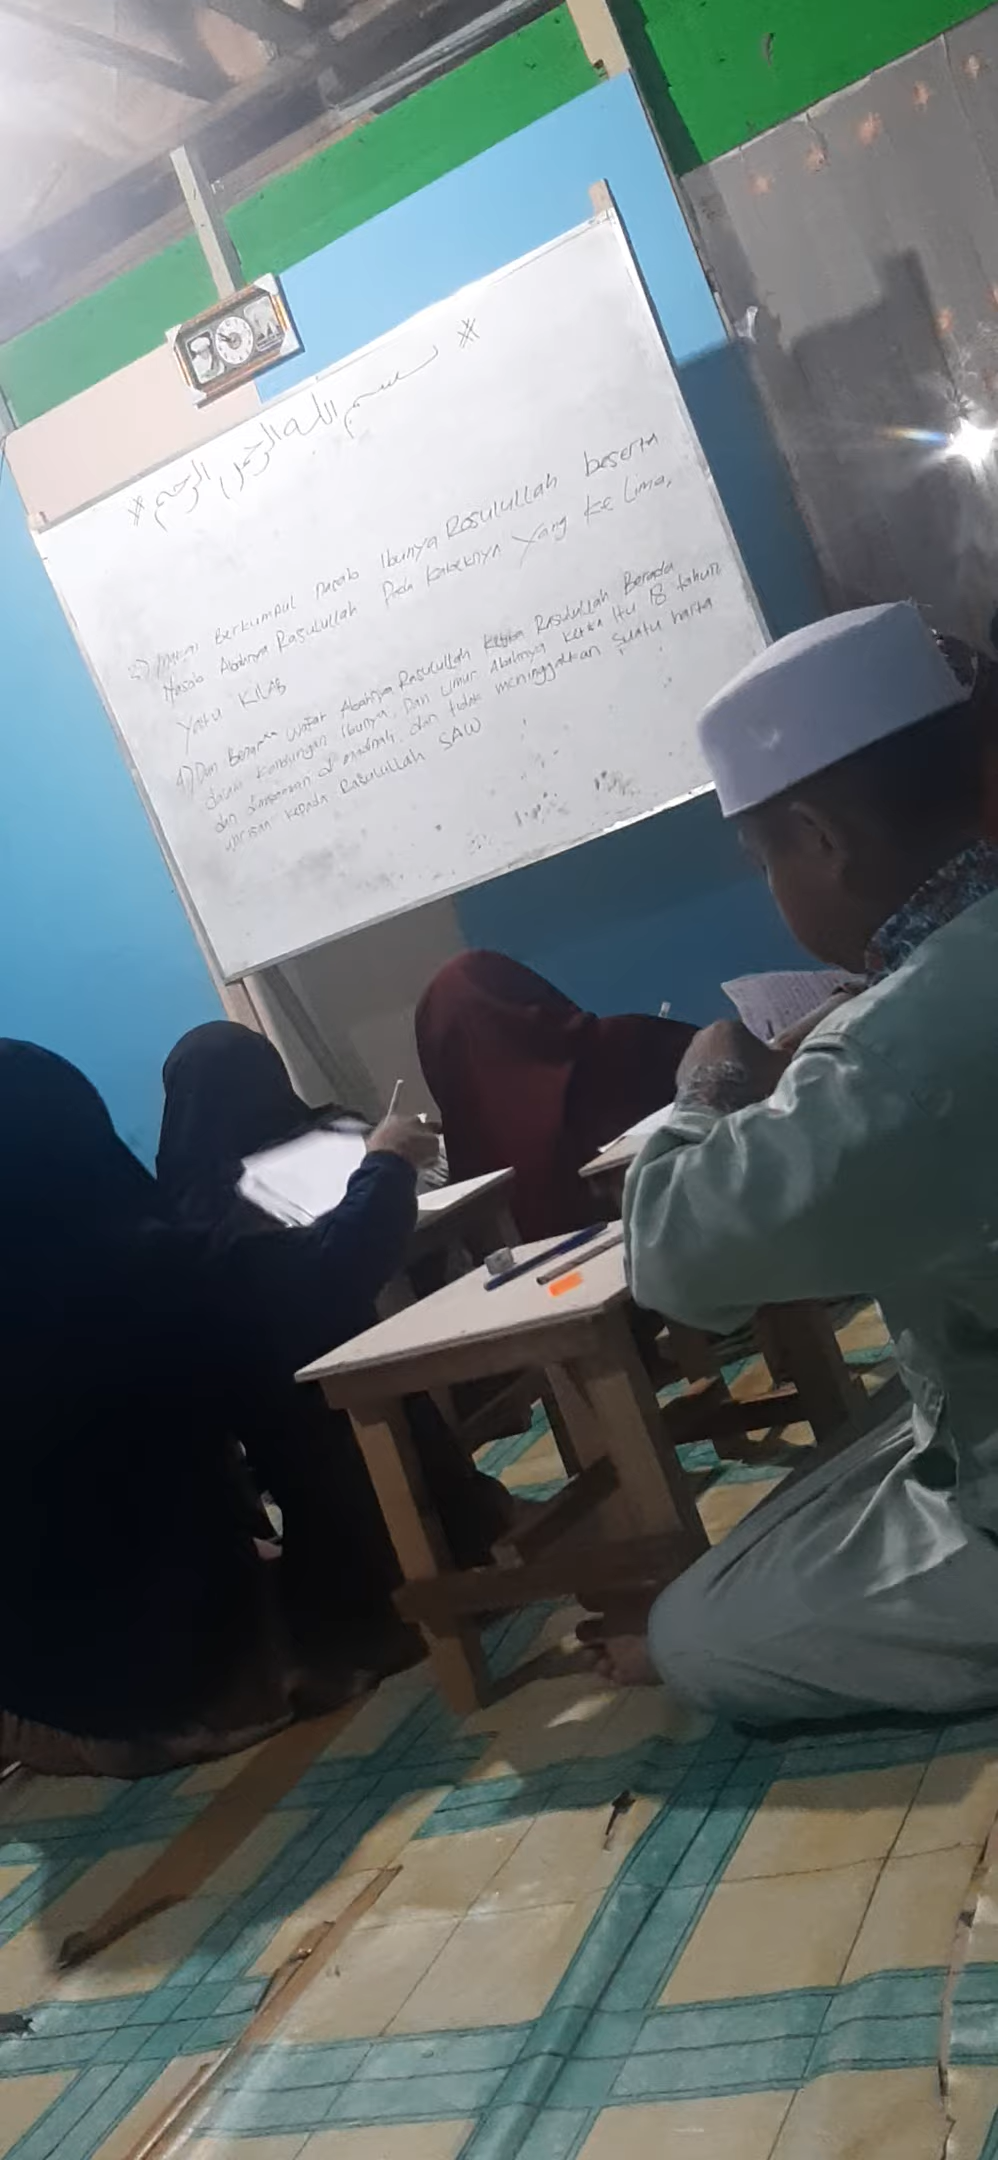 * بسم الله الرحمن الرحيم *
3) Maka Berkumpul nasab Ibunya Rasulullah beserta
Nasab Abahnya Rasulullah Pada Kakeknya Yang Ke Lima,
Yaitu KILAB
4) Dan Benar wafat Abahnya Rasulullah Ketika Rasulullah Berada
dalam Kandungan Ibunya, Dan Umur Abahnya Ketika Itu 18 tahun
dan di madinah, dan tidak meninggalkan Suatu harta
warisan kepada Rasulullah SAW